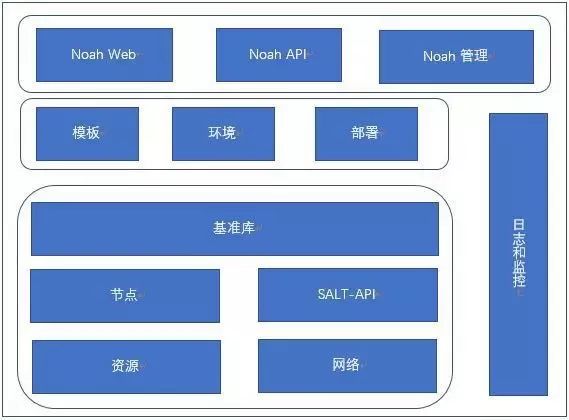 Noah Web
Noah API
Noah 管理
模板
环境
部署
基准库
节点
SALT-API
资源
网络
日志和监控